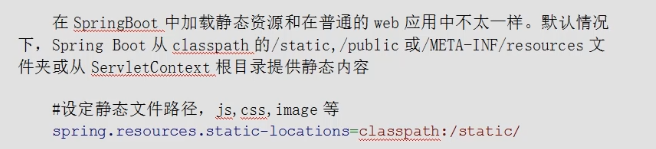 在 SpringBoot 中加载静态资源和在普通的 web 应用中不太一样。默认情况
下，Spring Boot 从 classpath 的/static,/public 或/META-INF/resources 文
件夹或从 ServletContext 根目录提供静态内容
#设定静态文件路径，js,css,image 等
spring.resources.static-locations=classpath:/static/